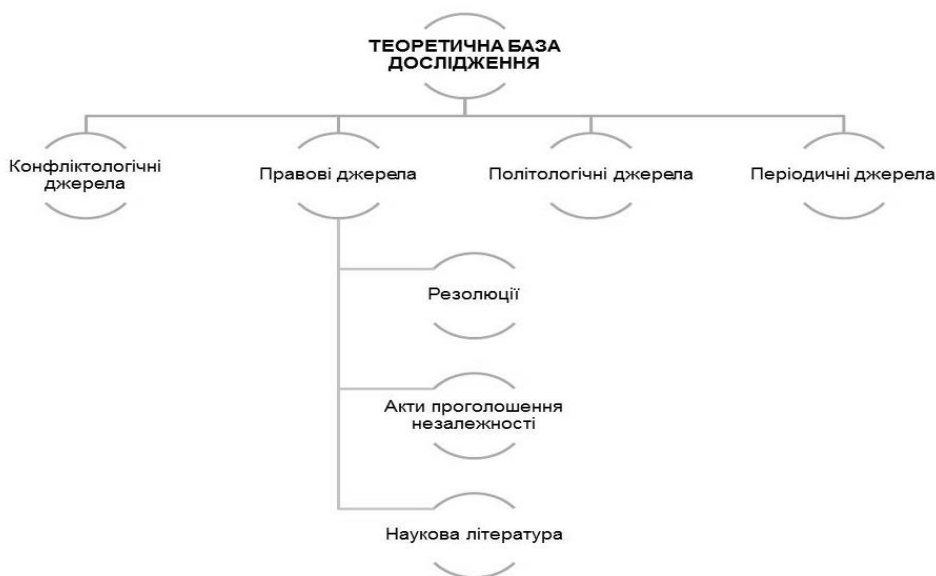 ТЕОРЕТИЧНА БАЗА
ДОСЛІДЖЕННЯ
Конфліктологічні
джерела
Правові джерела
Політологічні джерела
Періодичні джерела
Резолюції
Акти проголошення
незалежності
Наукова література